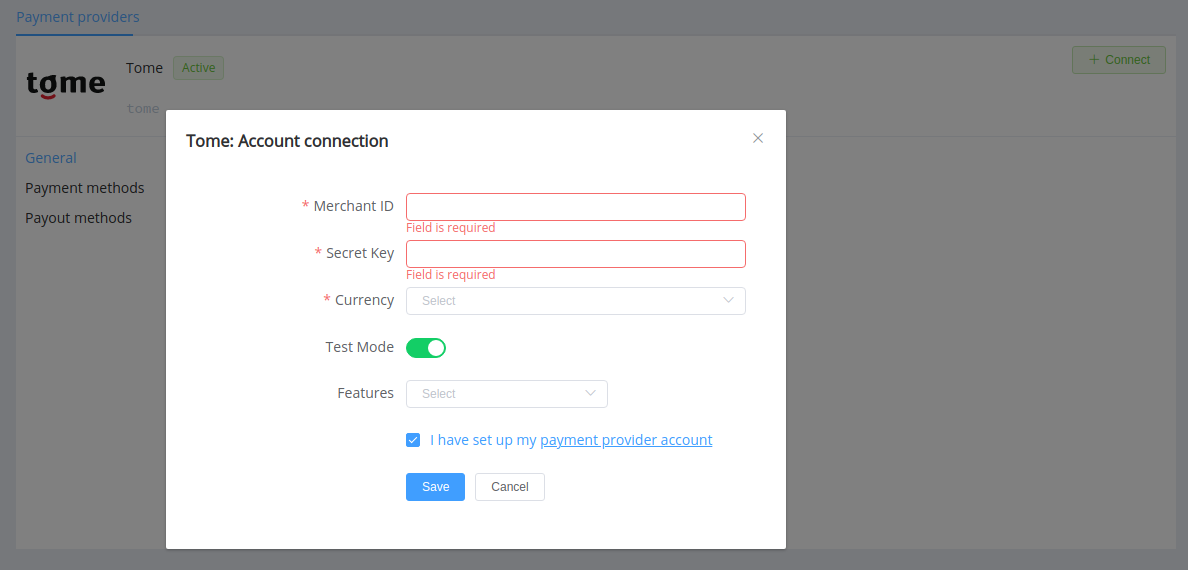 Payment providers
tome
Tome Active
+ Connect
tome
Tome: Account connection
General
Payment methods
Payout methods
* Merchant ID
Field is required
* Secret Key
Field is required
* Currency Select
Test Mode
Features Select
I have set up my payment provider account
Save Cancel